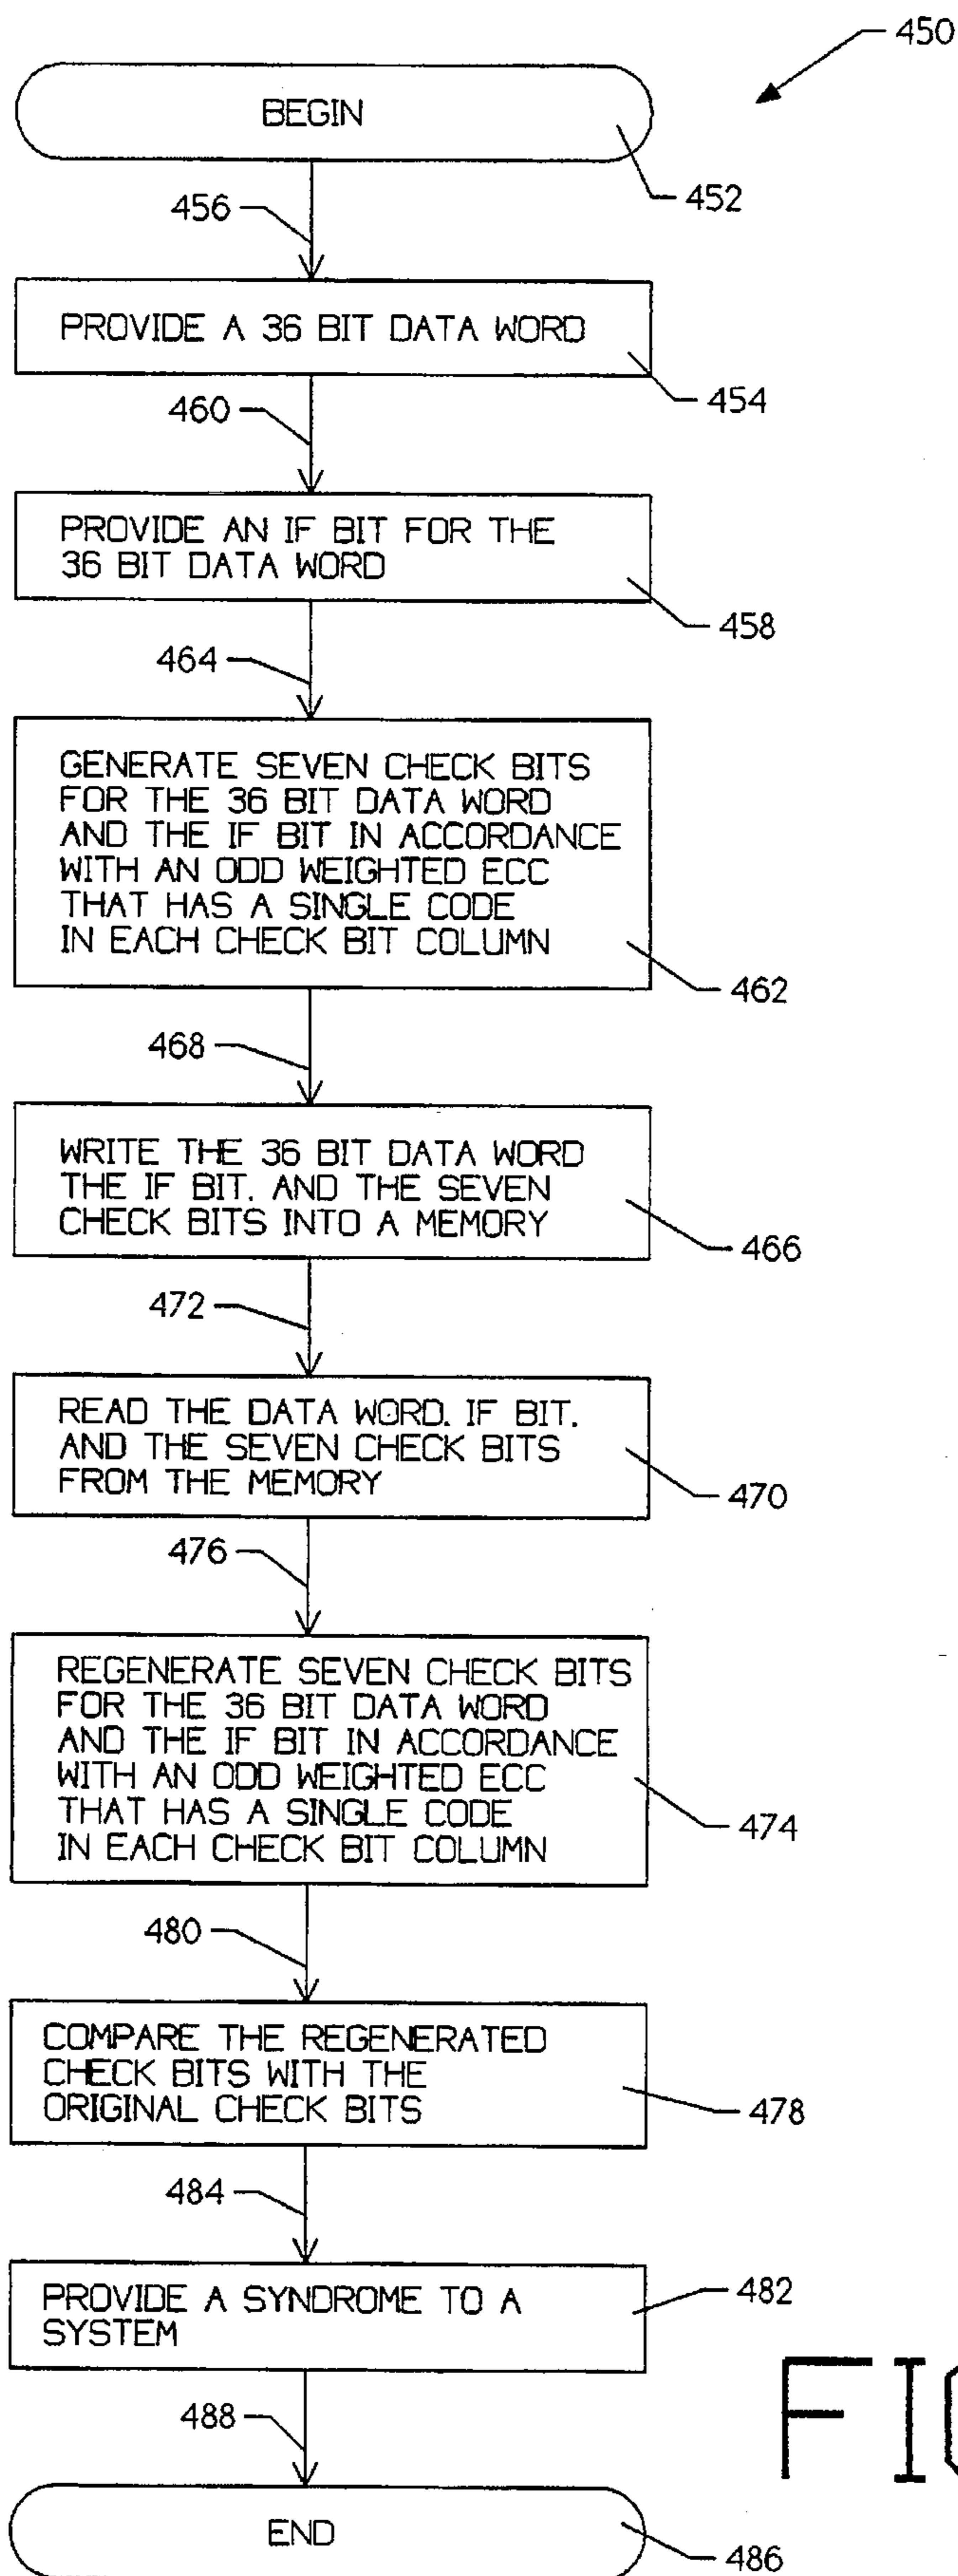 450
BEGIN
452
456
PROVIDE A 36 BIT DATA WORD
454
460
PROVIDE AN IF BIT FOR THE
36 BIT DATA WORD
458
464
GENERATE SEVEN CHECK BITS
FOR THE 36 BIT DATA WORD
AND THE IF BIT IN ACCORDANCE
WITH AN ODD WEIGHTED ECC
THAT HAS A SINGLE CODE
IN EACH CHECK BIT COLUMN
462
468
WRITE THE 36 BIT DATA WORD
THE IF BIT. AND THE SEVEN
CHECK BITS INTO A MEMORY
466
472
READ THE DATA WORD. IF BIT.
AND THE SEVEN CHECK BITS
FROM THE MEMORY
470
476
REGENERATE SEVEN CHECK BITS
FOR THE 36 BIT DATA WORD
AND THE IF BIT IN ACCORDANCE
WITH AN ODD WEIGHTED ECC
THAT HAS A SINGLE CODE
IN EACH CHECK BIT COLUMN
474
480
COMPARE THE REGENERATED
CHECK BITS WITH THE
ORIGINAL CHECK BITS
478
484
PROVIDE A SYNDROME TO A
SYSTEM
482
488
END
486